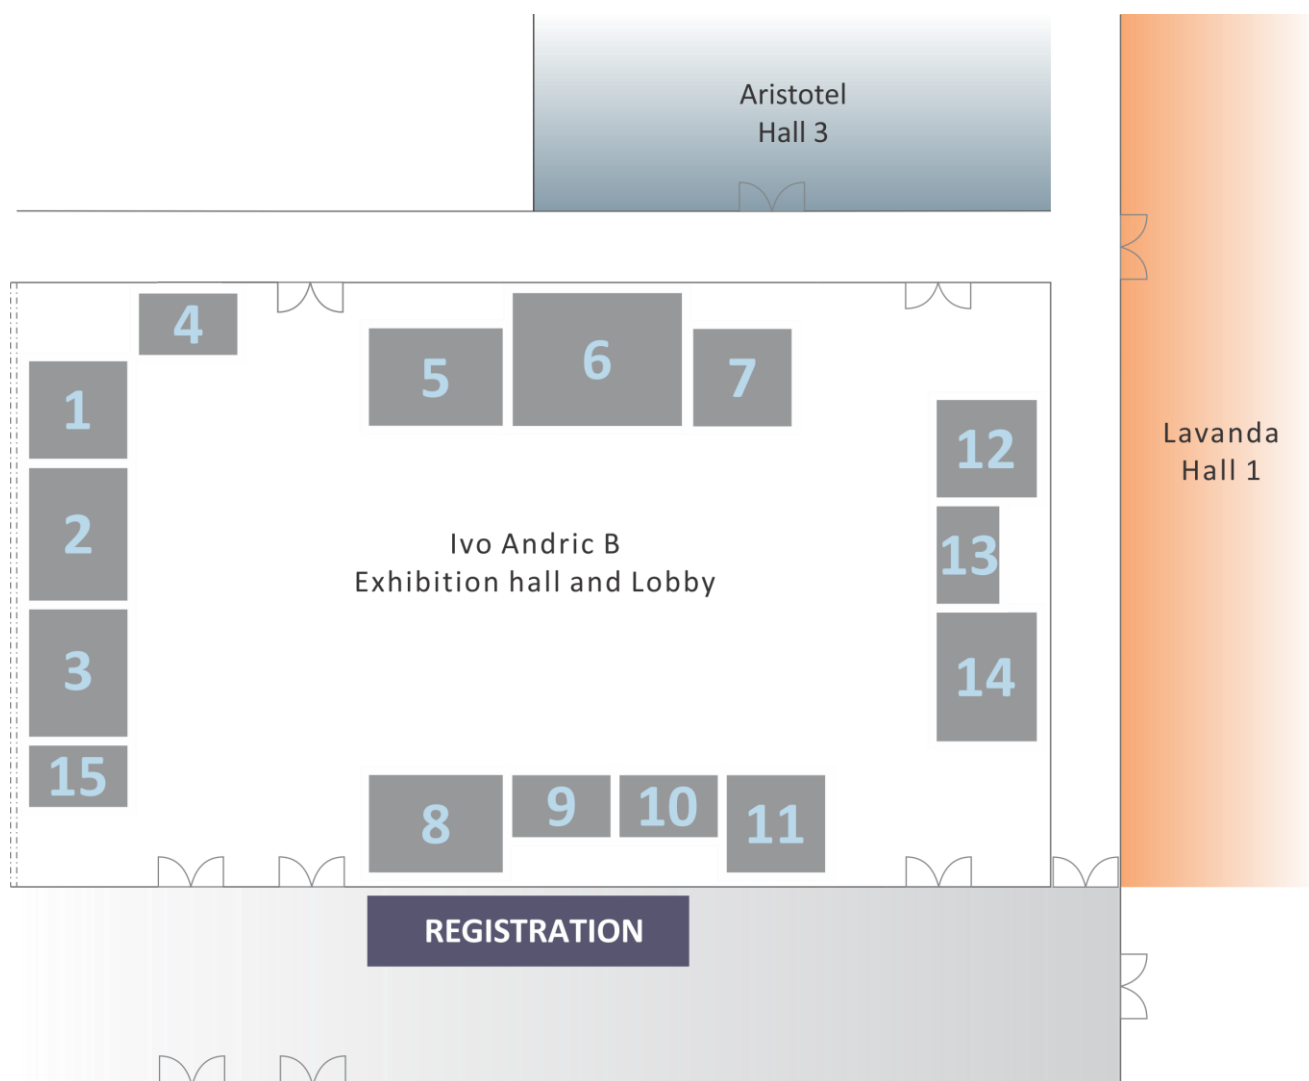 Aristotel
Hall 3
4
1
5
6
7
12
Lavanda
Hall 1
2
Ivo Andric B
Exhibition hall and Lobby
13
3
14
15
8
9
10
11
REGISTRATION